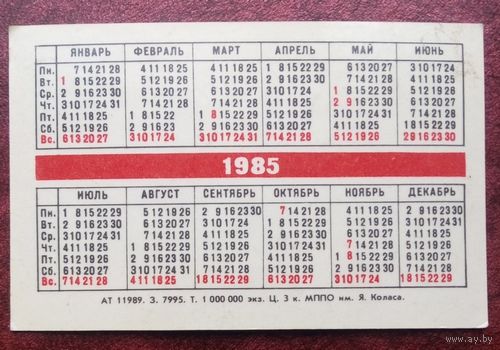 ЯНВАРЬ ФЕВРАЛЬ МАРТ АПРЕЛЬ МАЙ ИЮНЬ
Пн. 7 14 21 28 4 11 18 25 4 11 18 25 1 8 15 22 29 6 13 20 27 3 10 17 24
Вт. 1 8 15 22 29 5 12 19 26 5 12 19 26 2 9 16 23 30 7 14 21 28 4 11 18 25
Ср. 2 9 16 23 30 6 13 20 27 6 13 20 27 3 10 17 24 1 8 15 22 29 5 12 19 26
Чт. 3 10 17 24 31 7 14 21 28 7 14 21 28 4 11 18 25 2 9 16 23 30 6 13 20 27
Пт. 4 11 18 25 1 8 15 22 1 8 15 22 29 5 12 19 26 3 10 17 24 31 7 14 21 28
Сб. 5 12 19 26 2 9 16 23 2 9 16 23 30 6 13 20 27 4 11 18 25 1 8 15 22 29
Вс. 6 13 20 27 3 10 17 24 3 10 17 24 31 7 14 21 28 5 12 19 26 2 9 16 23 30
1985
ИЮЛЬ АВГУСТ СЕНТЯБРЬ ОКТЯБРЬ НОЯБРЬ ДЕКАБРЬ
Пн. 1 8 15 22 29 5 12 19 26 2 9 16 23 30 7 14 21 28 4 11 18 25 2 9 16 23 30
Вт. 2 9 16 23 30 6 13 20 27 3 10 17 24 1 8 15 22 29 5 12 19 26 3 10 17 24 31
Ср. 3 10 17 24 31 7 14 21 28 4 11 18 25 2 9 16 23 30 6 13 20 27 4 11 18 25
Чт. 4 11 18 25 1 8 15 22 29 5 12 19 26 3 10 17 24 31 7 14 21 28 5 12 19 26
Пт. 5 12 19 26 2 9 16 23 30 6 13 20 27 4 11 18 25 1 8 15 22 29 6 13 20 27
Сб. 6 13 20 27 3 10 17 24 31 7 14 21 28 5 12 19 26 2 9 16 23 30 7 14 21 28
Вс. 7 14 21 28 4 11 18 25 1 8 15 22 29 6 13 20 27 3 10 17 24 1 8 15 22 29
АТ 11989. З. 7995. Т. 1 000 000 экз. Ц. 3 к. МППО им. Я. Коласа.
www.ay.by